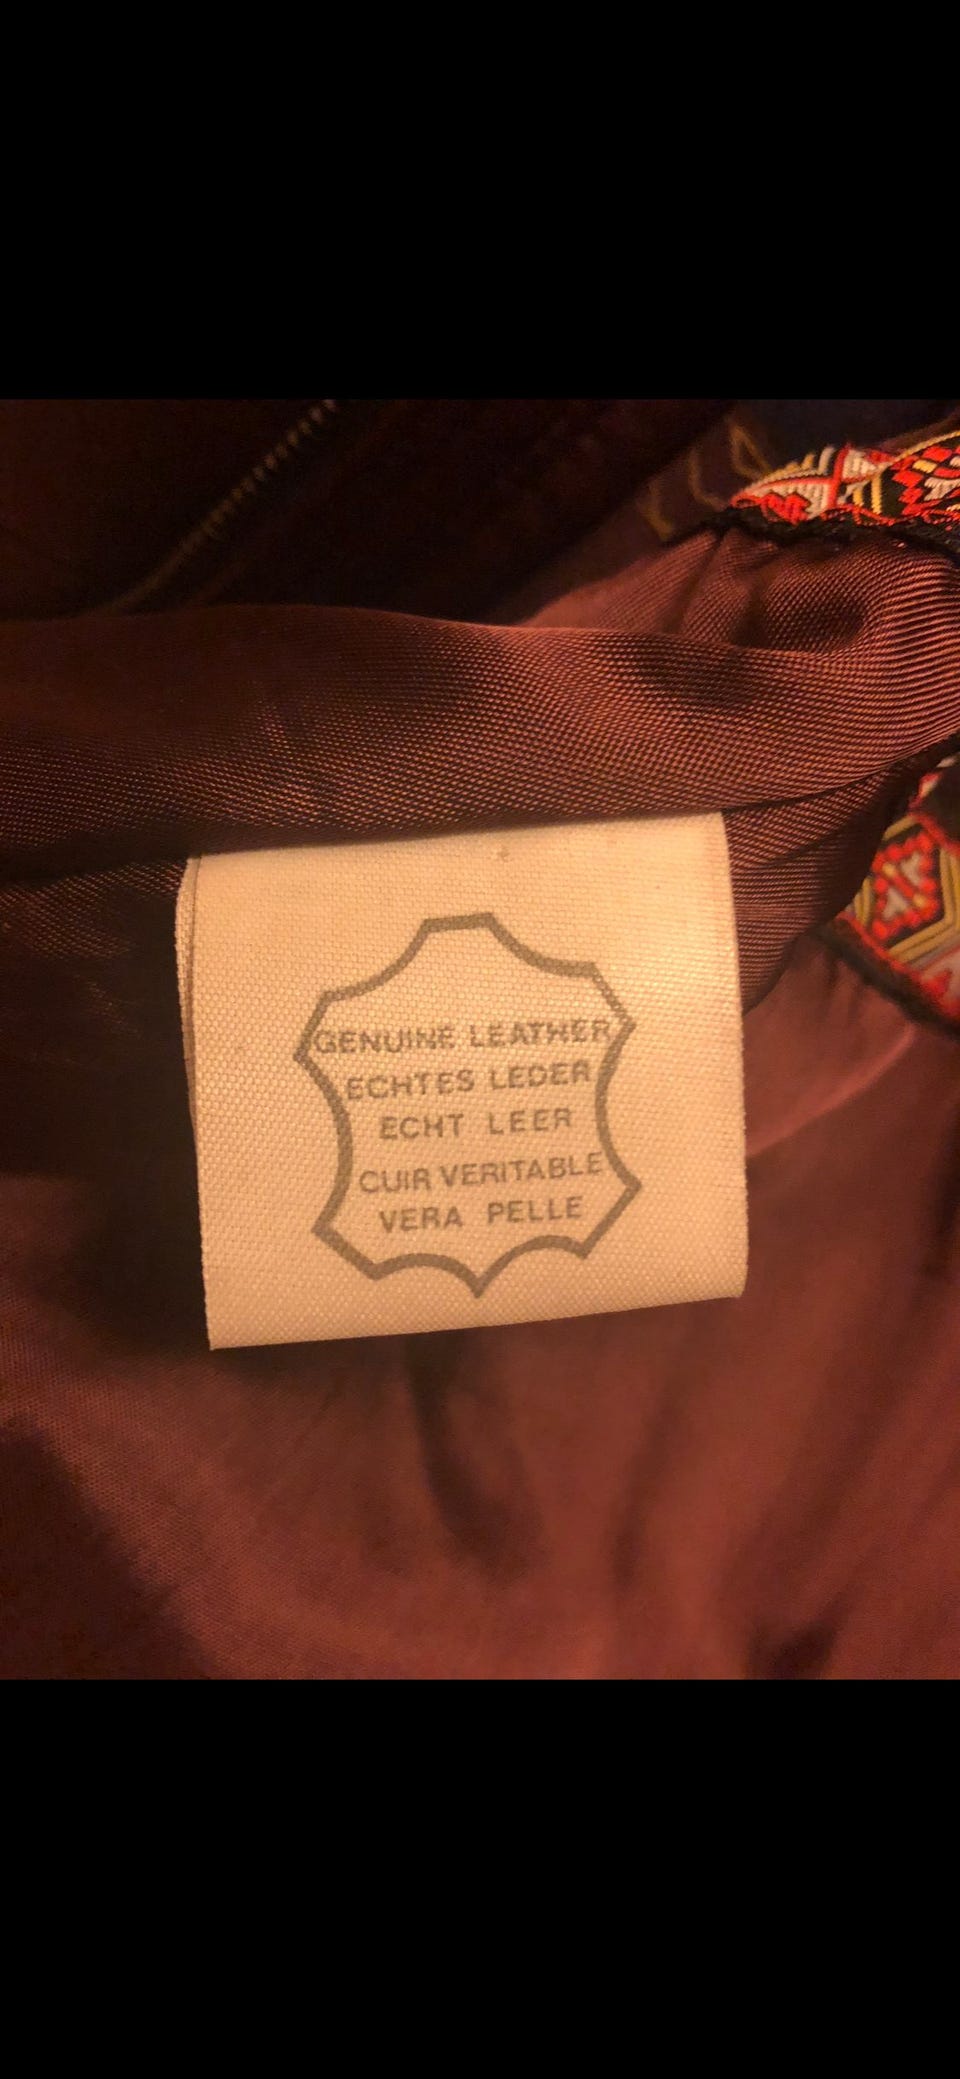 GENUINE LEATHER
ECHTES LEDER
ECHT LEER
CUIR VERITABLE
VERA PELLE